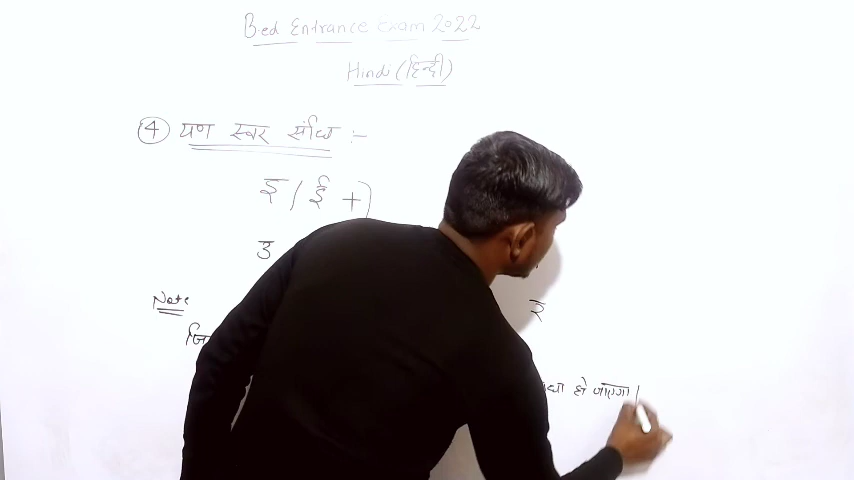 B.ed Entrance Exam 2022
Hindi (हिन्दी)
④ यण स्वर संधि :-
इ / ई +
उ
Note
र
हो जाएगा।